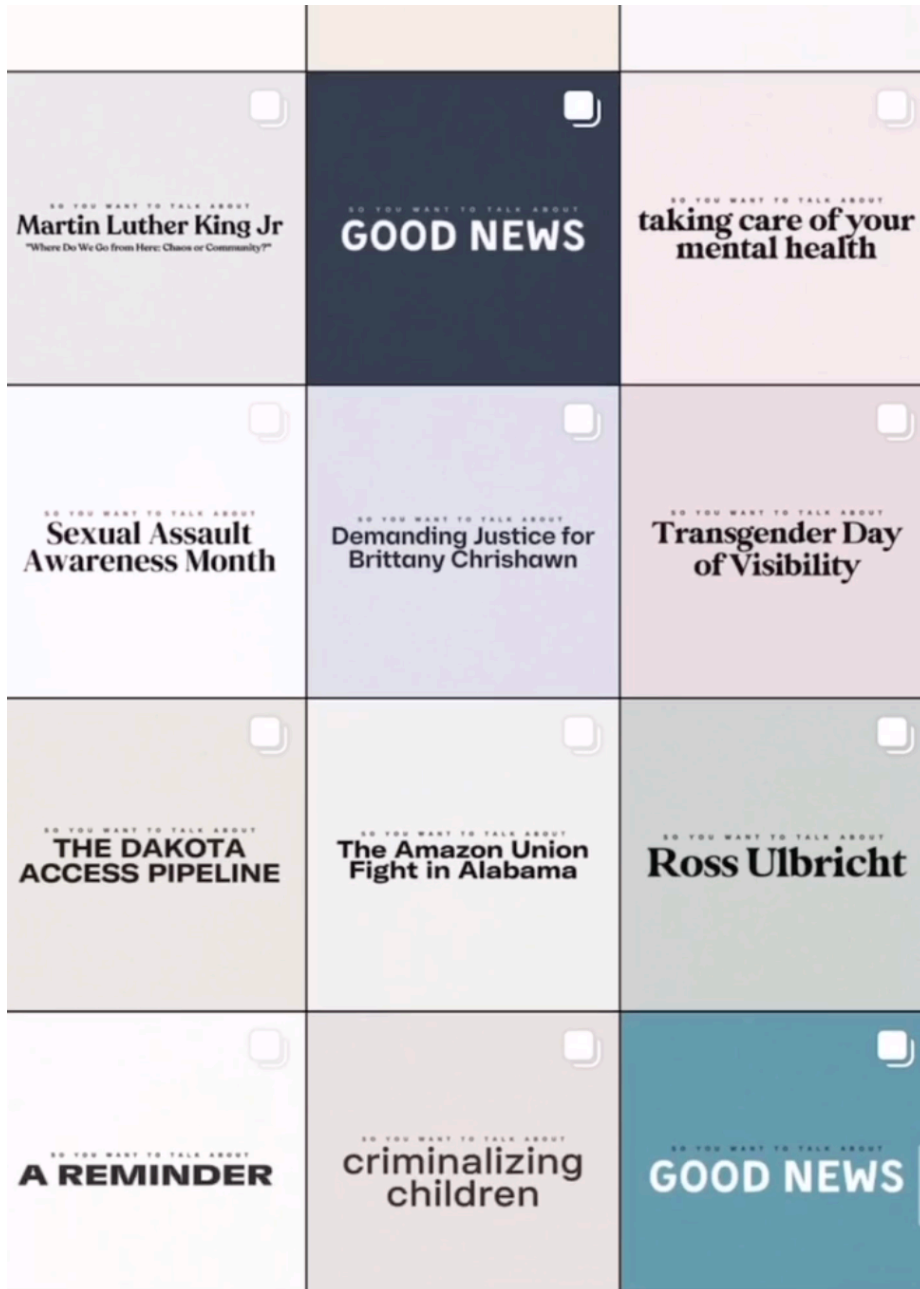 SO YOU WANT TO TALK ABOUT
Martin Luther King Jr
"Where Do We Go from Here: Chaos or Community?"
SO YOU WANT TO TALK ABOUT
GOOD NEWS
SO YOU WANT TO TALK ABOUT
taking care of your
mental health
SO YOU WANT TO TALK ABOUT
Sexual Assault
Awareness Month
SO YOU WANT TO TALK ABOUT
Demanding Justice for
Brittany Chrishawn
SO YOU WANT TO TALK ABOUT
Transgender Day
of Visibility
SO YOU WANT TO TALK ABOUT
THE DAKOTA
ACCESS PIPELINE
SO YOU WANT TO TALK ABOUT
The Amazon Union
Fight in Alabama
SO YOU WANT TO TALK ABOUT
Ross Ulbricht
SO YOU WANT TO TALK ABOUT
A REMINDER
SO YOU WANT TO TALK ABOUT
criminalizing
children
SO YOU WANT TO TALK ABOUT
GOOD NEWS